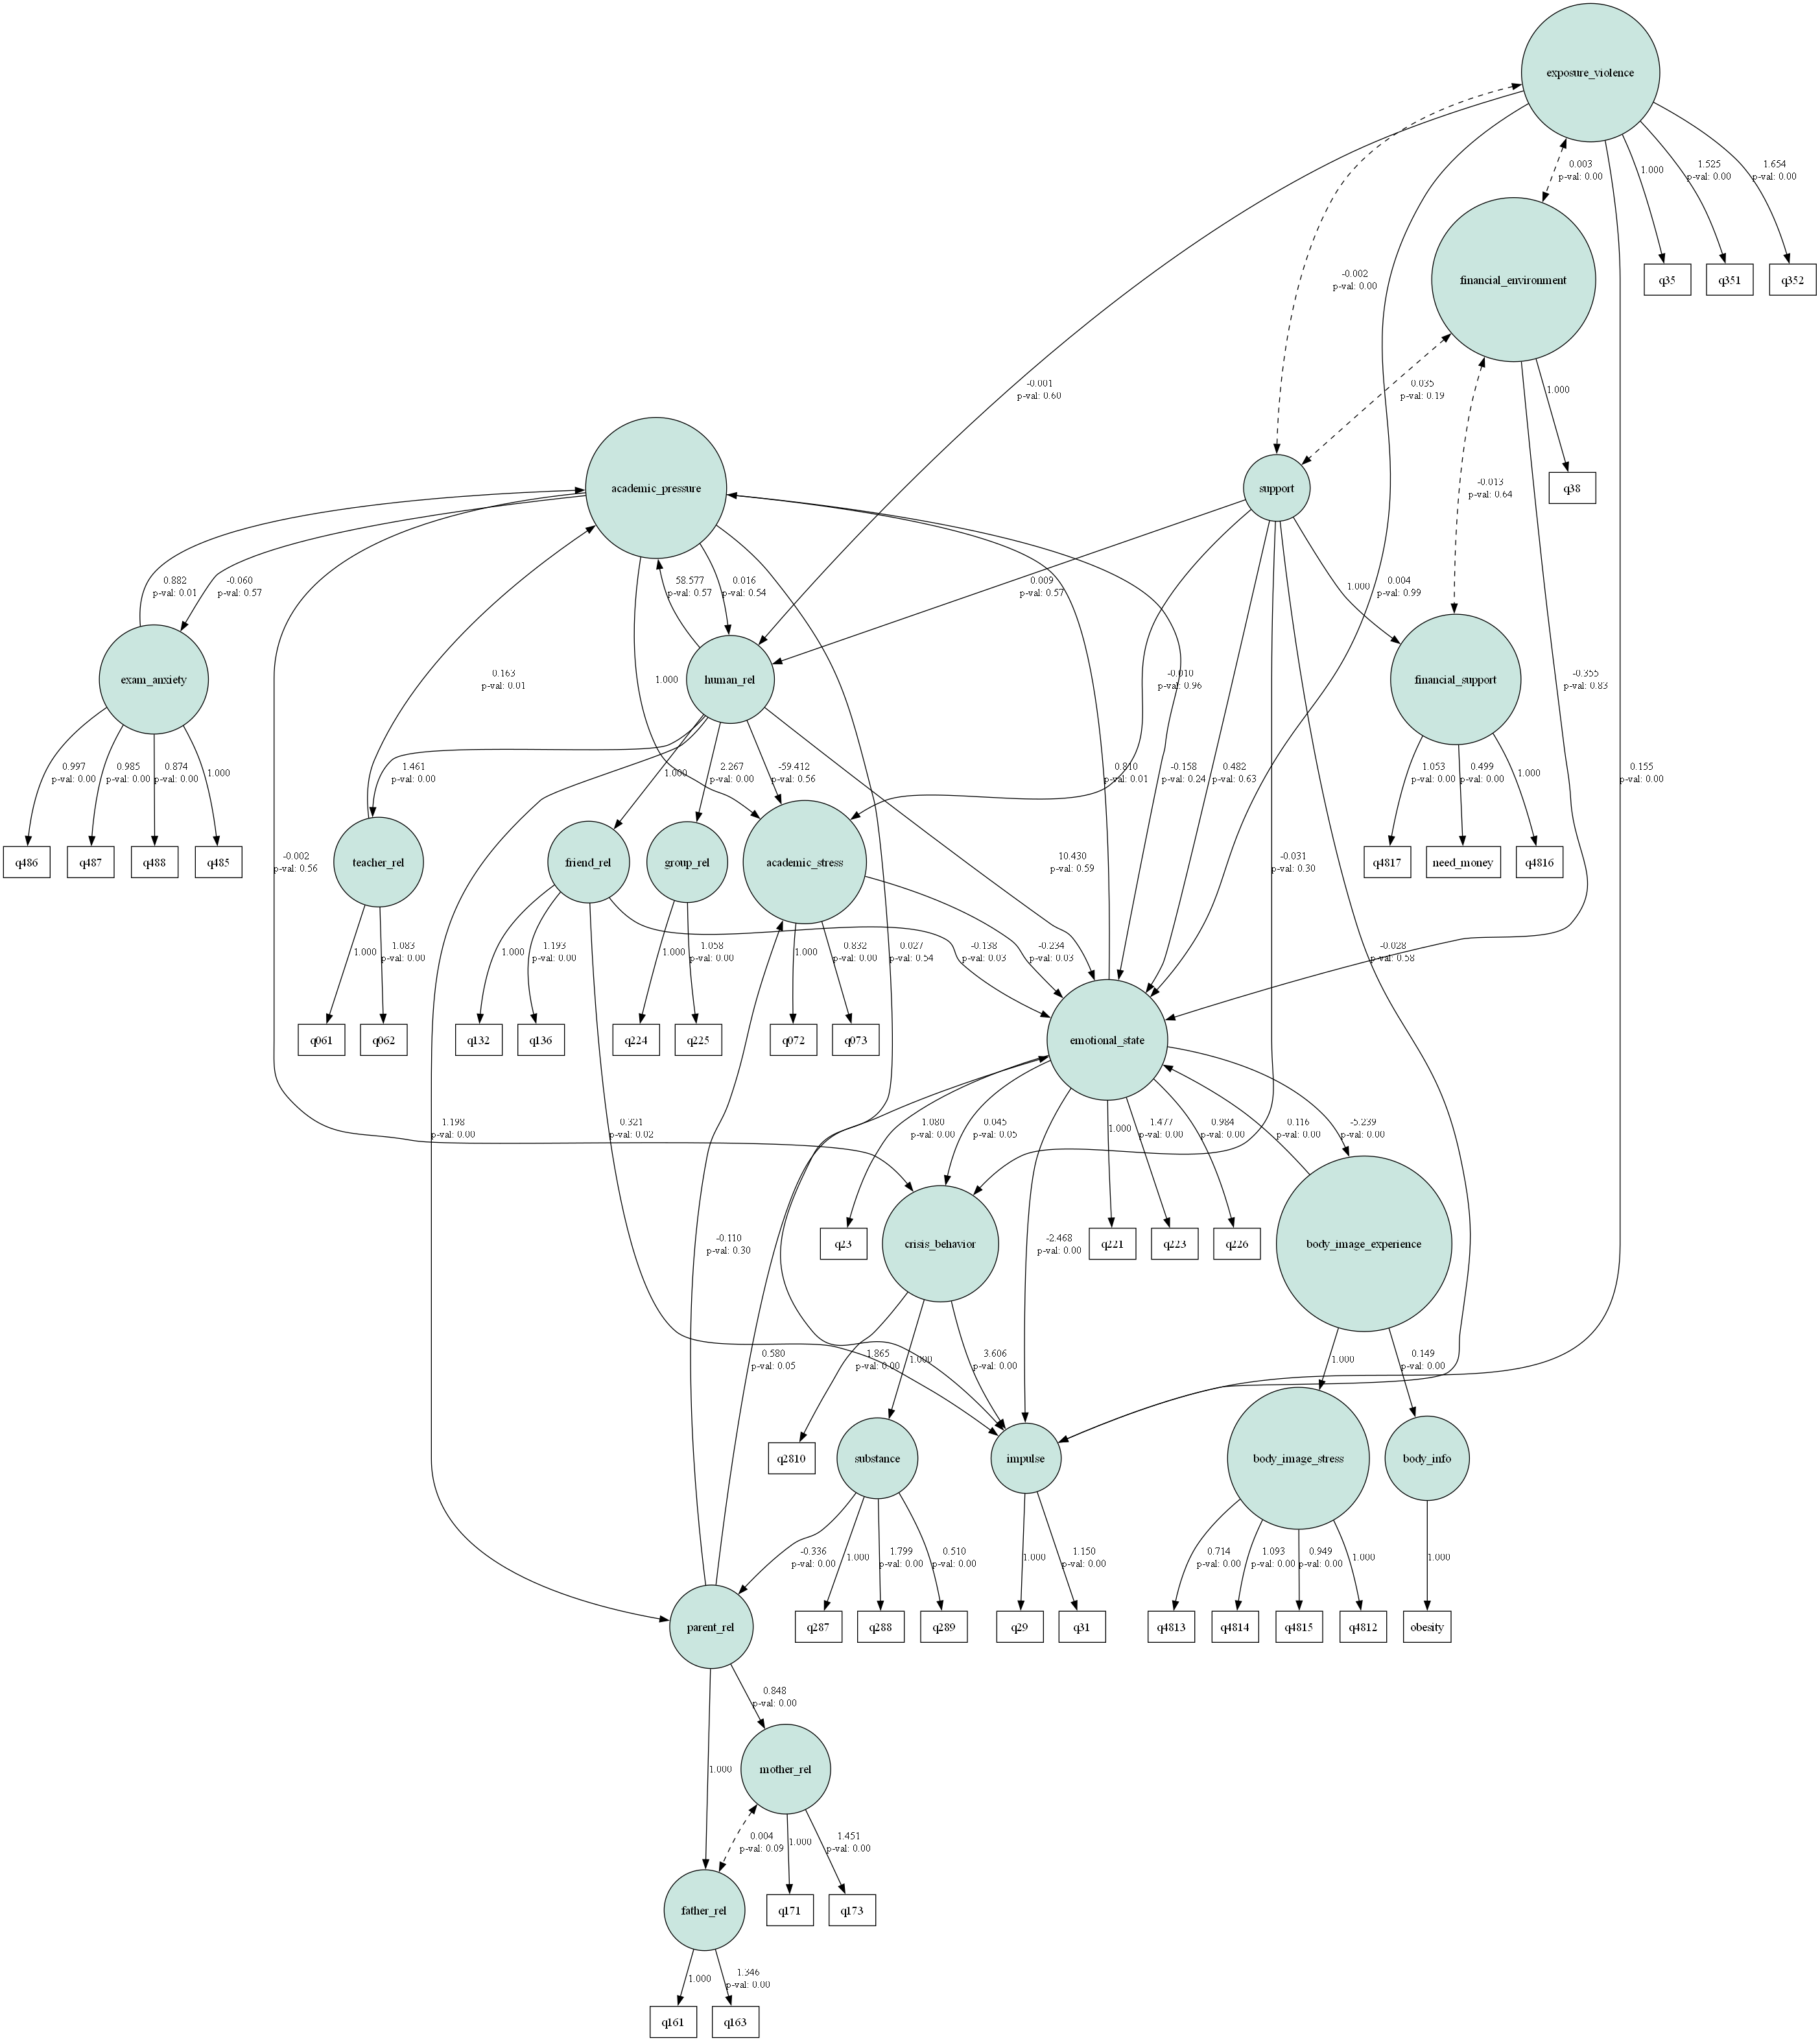 exposure_violence
0.003
p-val: 0.00
1.000
1.525
p-val: 0.00
1.654
p-val: 0.00
-0.002
p-val: 0.00
financial_environment
q35
q351
q352
-0.001
p-val: 0.60
0.035
p-val: 0.19
1.000
academic_pressure
support
-0.013
p-val: 0.64
q38
0.882
p-val: 0.01
-0.060
p-val: 0.57
58.577
p-val: 0.57
0.016
p-val: 0.54
0.009
p-val: 0.57
1.000
0.004
p-val: 0.99
exam_anxiety
0.163
p-val: 0.01
1.000
human_rel
-0.010
p-val: 0.96
financial_support
-0.355
p-val: 0.83
0.997
p-val: 0.00
0.985
p-val: 0.00
0.874
p-val: 0.00
1.000
1.461
p-val: 0.00
1.000
2.267
p-val: 0.00
-59.412
p-val: 0.56
0.810
p-val: 0.01
-0.158
p-val: 0.24
0.482
p-val: 0.63
1.053
p-val: 0.00
0.499
p-val: 0.00
1.000
0.155
p-val: 0.00
q486
q487
q488
q485
-0.002
p-val: 0.56
teacher_rel
friend_rel
group_rel
academic_stress
10.430
p-val: 0.59
-0.031
p-val: 0.30
q4817
need_money
q4816
1.000
1.083
p-val: 0.00
1.000
1.193
p-val: 0.00
1.000
1.058
p-val: 0.00
1.000
0.832
p-val: 0.00
0.027
p-val: 0.54
-0.138
p-val: 0.03
-0.234
p-val: 0.03
-0.028
p-val: 0.58
q061
q062
q132
q136
q224
q225
q072
q073
emotional_state
1.198
p-val: 0.00
0.321
p-val: 0.02
1.080
p-val: 0.00
0.045
p-val: 0.05
1.000
1.477
p-val: 0.00
0.984
p-val: 0.00
0.116
p-val: 0.00
-5.239
p-val: 0.00
-0.110
p-val: 0.30
q23
crisis_behavior
-2.468
p-val: 0.00
q221
q223
q226
body_image_experience
0.580
p-val: 0.05
1.865
p-val: 0.00
1.000
3.606
p-val: 0.00
1.000
0.149
p-val: 0.00
q2810
substance
impulse
body_image_stress
body_info
-0.336
p-val: 0.00
1.000
1.799
p-val: 0.00
0.510
p-val: 0.00
1.000
1.150
p-val: 0.00
0.714
p-val: 0.00
1.093
p-val: 0.00
0.949
p-val: 0.00
1.000
1.000
parent_rel
q287
q288
q289
q29
q31
q4813
q4814
q4815
q4812
obesity
0.848
p-val: 0.00
1.000
mother_rel
0.004
p-val: 0.09
1.000
1.451
p-val: 0.00
father_rel
q171
q173
1.000
1.346
p-val: 0.00
q161
q163